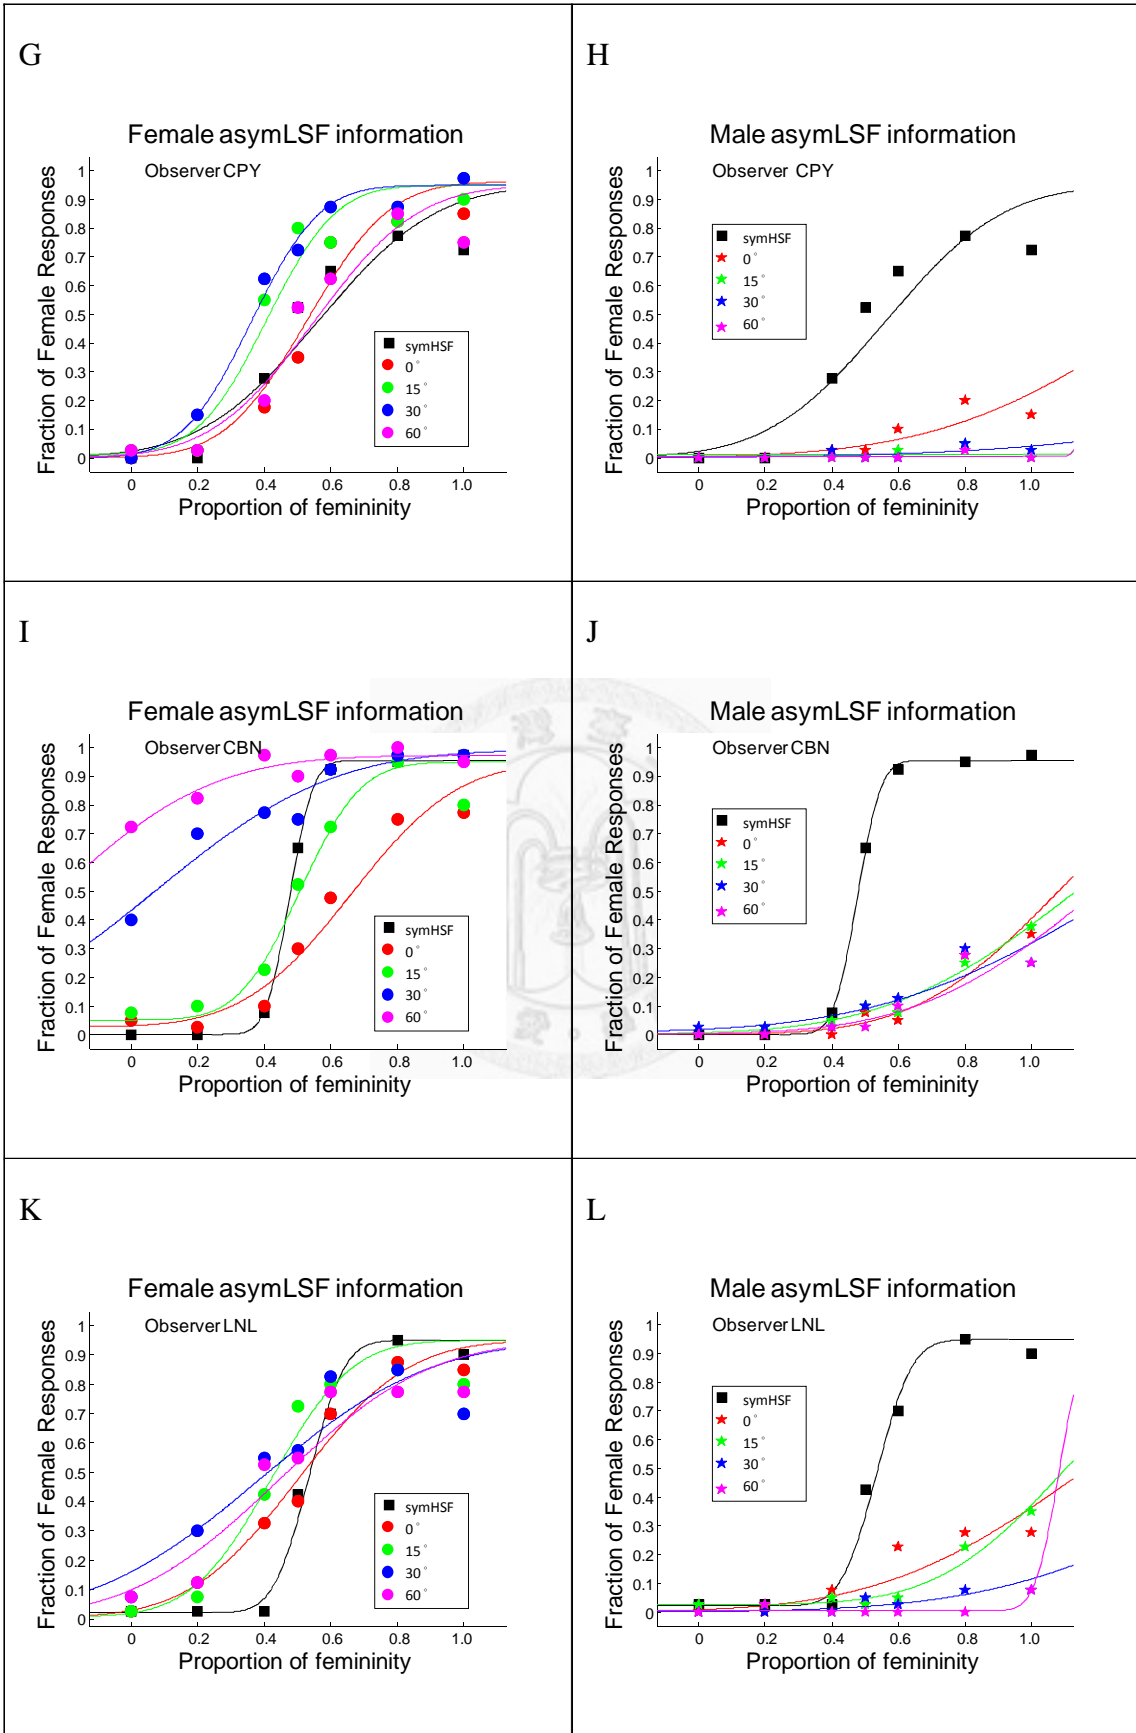 G
Female asymLSF information
Observer CPY
1
0.9
0.8
0.7
0.6
0.5
0.4
0.3
0.2
0.1
0
Fraction of Female Responses
symHSF
0°
15°
30°
60°
0 0.2 0.4 0.6 0.8 1.0
Proportion of femininity
H
Male asymLSF information
Observer CPY
1
0.9
0.8
0.7
0.6
0.5
0.4
0.3
0.2
0.1
0
Fraction of Female Responses
symHSF
0°
15°
30°
60°
0 0.2 0.4 0.6 0.8 1.0
Proportion of femininity
I
Female asymLSF information
Observer CBN
1
0.9
0.8
0.7
0.6
0.5
0.4
0.3
0.2
0.1
0
Fraction of Female Responses
symHSF
0°
15°
30°
60°
0 0.2 0.4 0.6 0.8 1.0
Proportion of femininity
J
Male asymLSF information
Observer CBN
1
0.9
0.8
0.7
0.6
0.5
0.4
0.3
0.2
0.1
0
Fraction of Female Responses
symHSF
0°
15°
30°
60°
0 0.2 0.4 0.6 0.8 1.0
Proportion of femininity
K
Female asymLSF information
Observer LNL
1
0.9
0.8
0.7
0.6
0.5
0.4
0.3
0.2
0.1
0
Fraction of Female Responses
symHSF
0°
15°
30°
60°
0 0.2 0.4 0.6 0.8 1.0
Proportion of femininity
L
Male asymLSF information
Observer LNL
1
0.9
0.8
0.7
0.6
0.5
0.4
0.3
0.2
0.1
0
Fraction of Female Responses
symHSF
0°
15°
30°
60°
0 0.2 0.4 0.6 0.8 1.0
Proportion of femininity